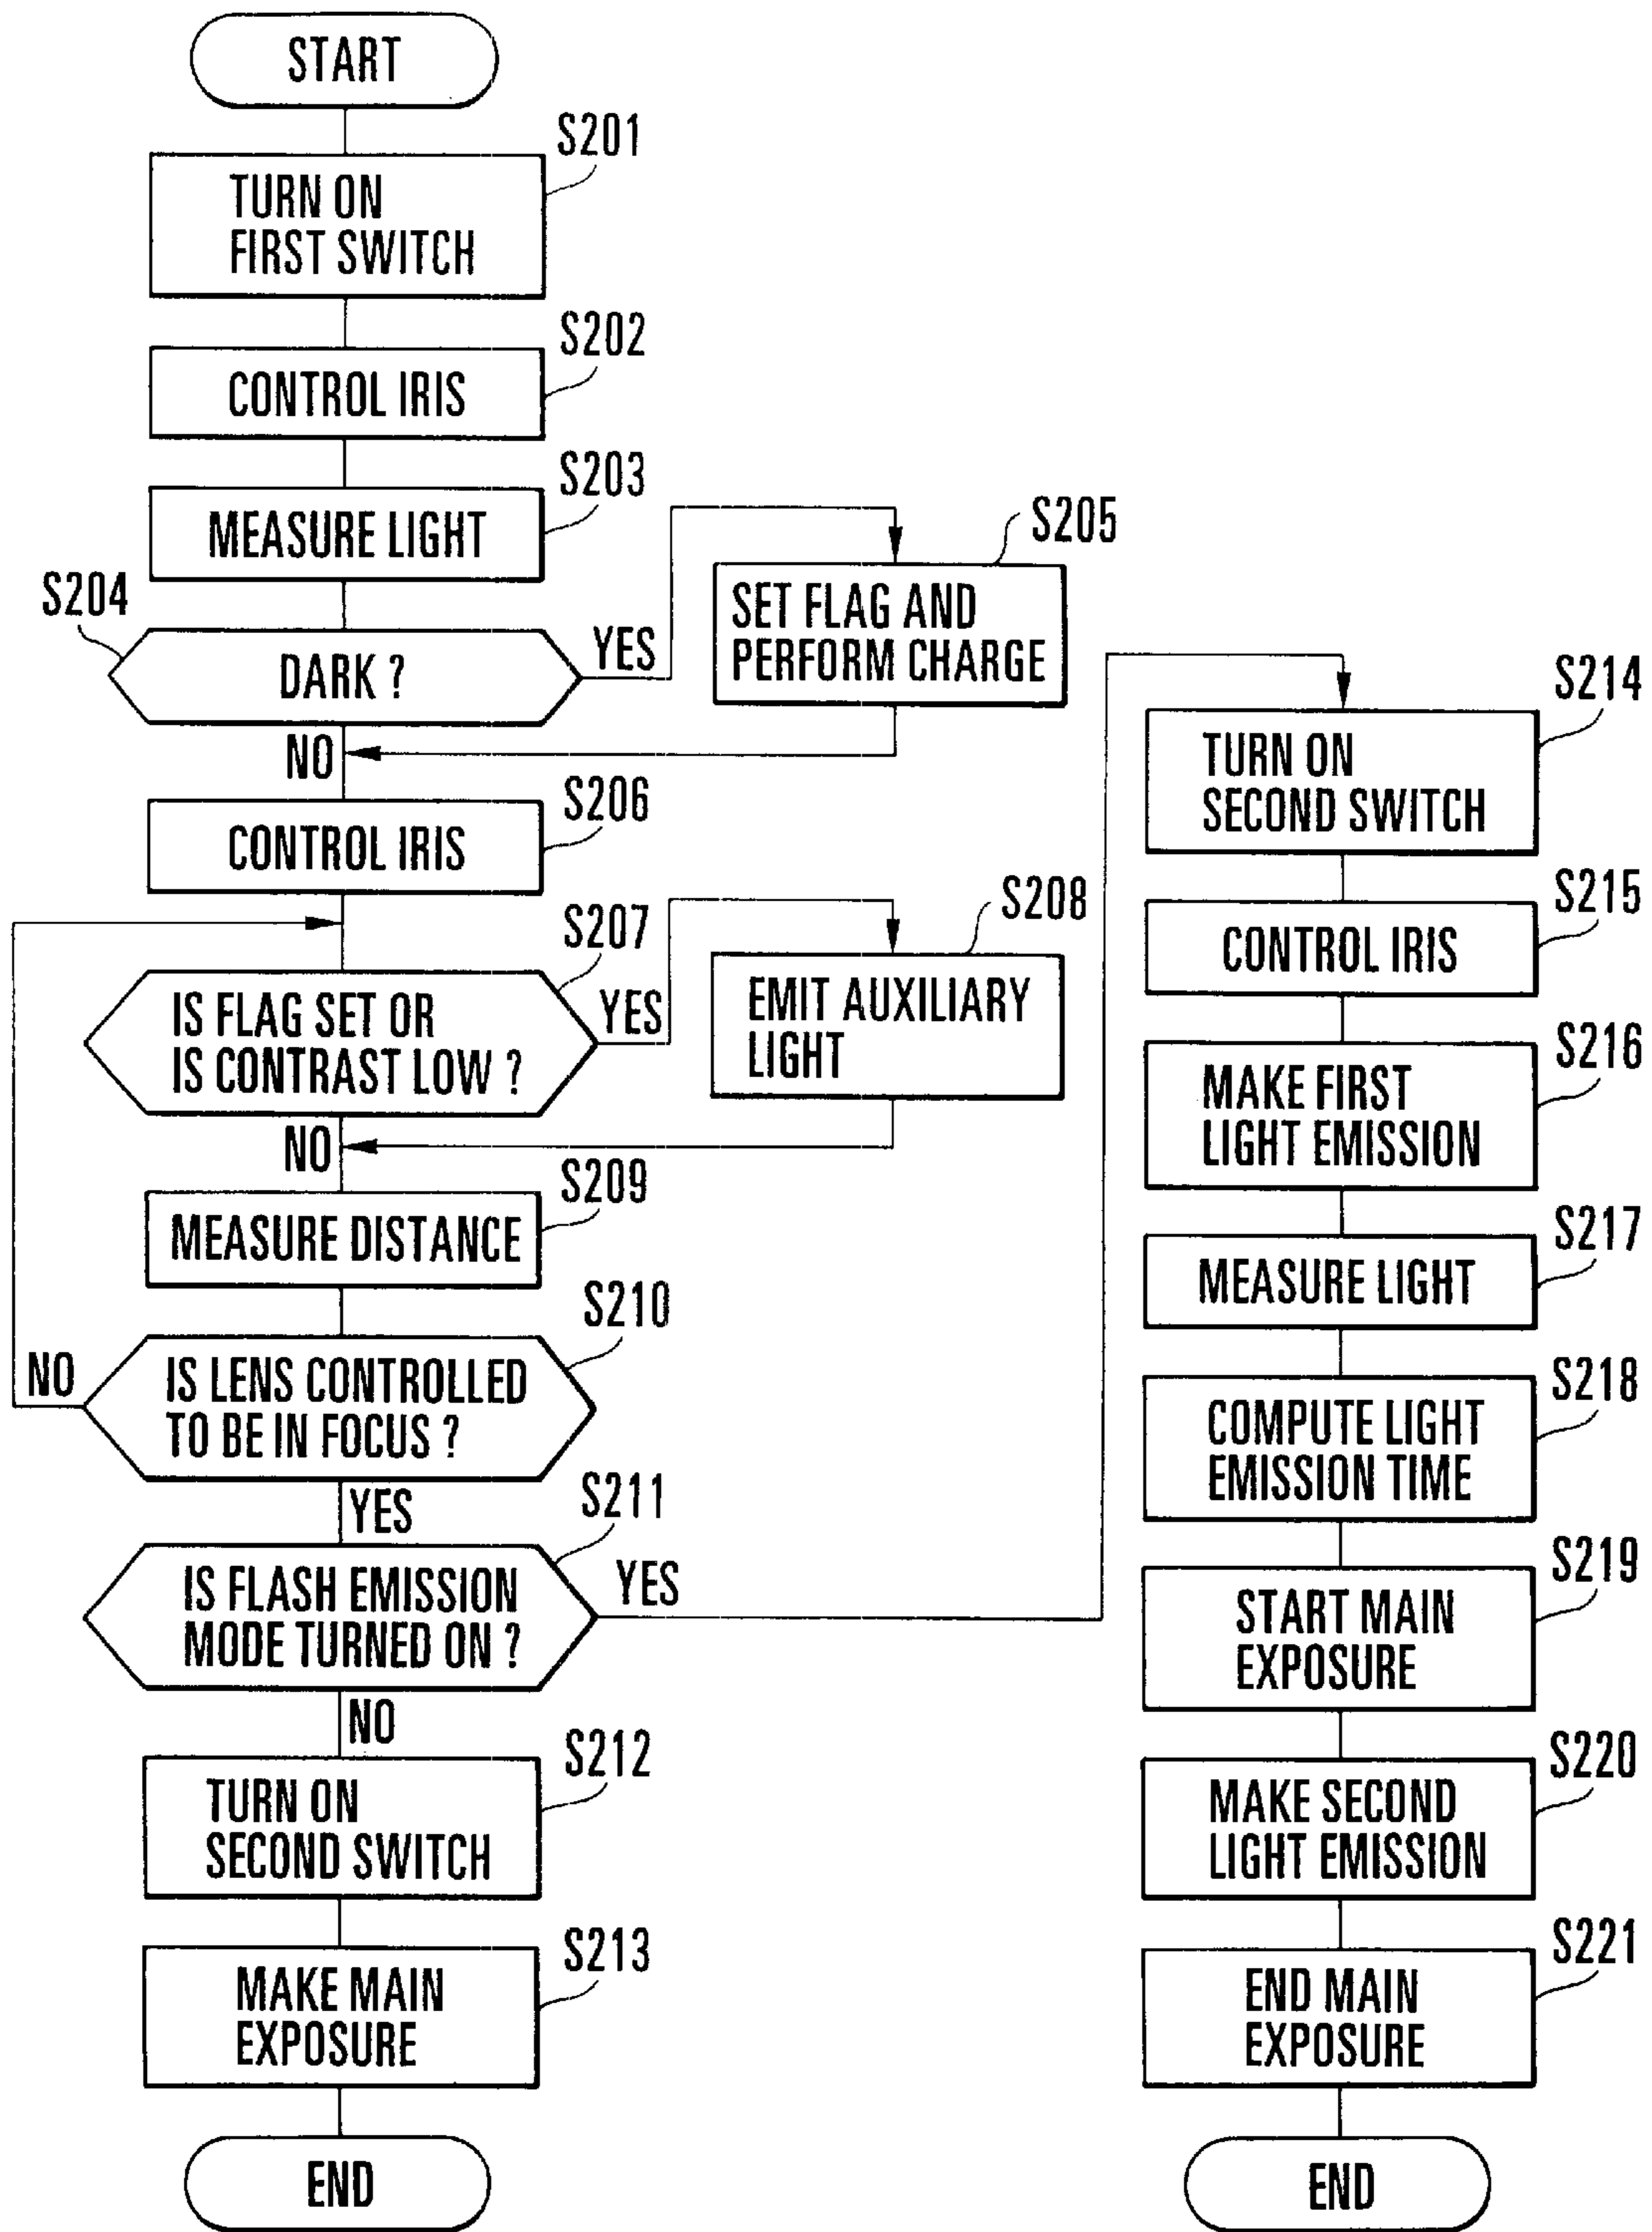 START
S201
TURN ON
FIRST SWITCH
S202
CONTROL IRIS
S203
MEASURE LIGHT
S204
DARK ?
YES
S205
SET FLAG AND
PERFORM CHARGE
NO
S206
CONTROL IRIS
S207
IS FLAG SET OR
IS CONTRAST LOW ?
YES
S208
EMIT AUXILIARY
LIGHT
NO
S209
MEASURE DISTANCE
S210
IS LENS CONTROLLED
TO BE IN FOCUS ?
NO
YES
S211
IS FLASH EMISSION
MODE TURNED ON ?
YES
NO
S212
TURN ON
SECOND SWITCH
S213
MAKE MAIN
EXPOSURE
END
S214
TURN ON
SECOND SWITCH
S215
CONTROL IRIS
S216
MAKE FIRST
LIGHT EMISSION
S217
MEASURE LIGHT
S218
COMPUTE LIGHT
EMISSION TIME
S219
START MAIN
EXPOSURE
S220
MAKE SECOND
LIGHT EMISSION
S221
END MAIN
EXPOSURE
END